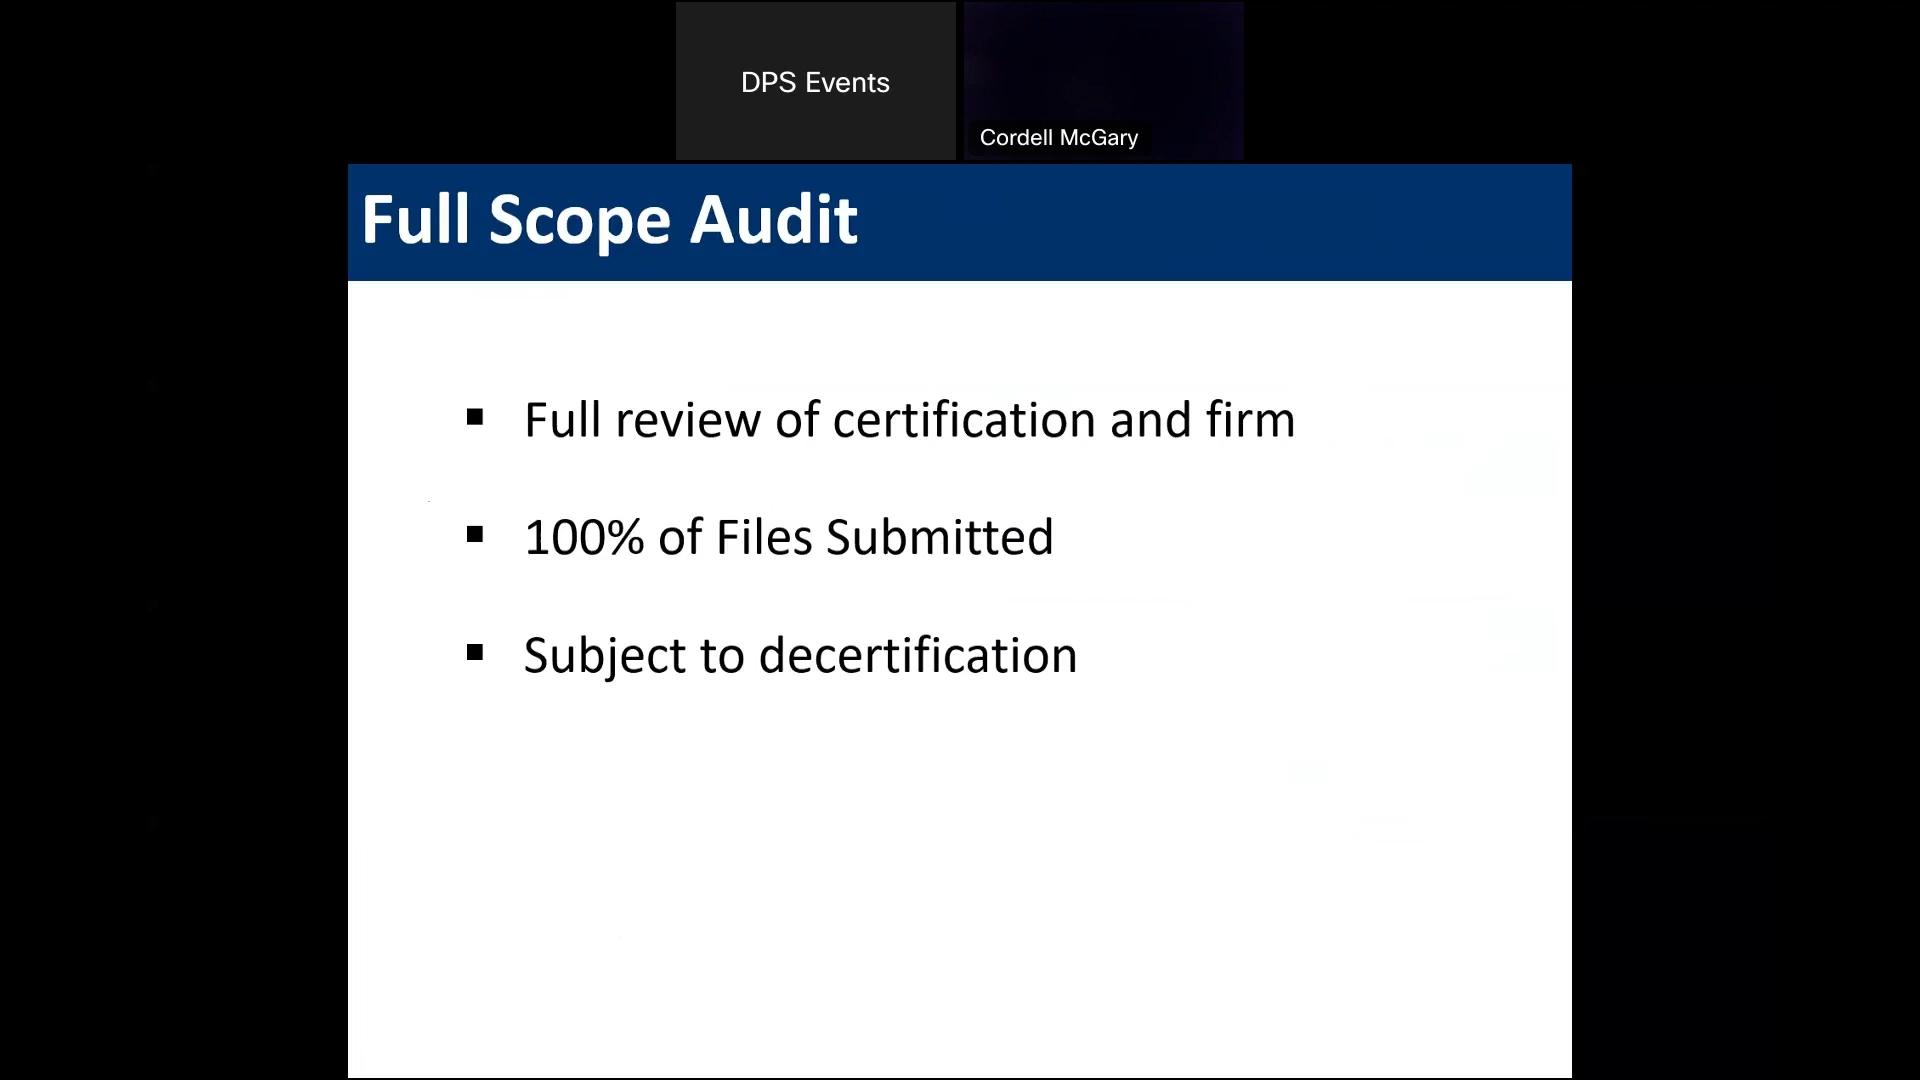 DPS Events
Cordell McGary
Full Scope Audit
▪ Full review of certification and firm
▪ 100% of Files Submitted
▪ Subject to decertification